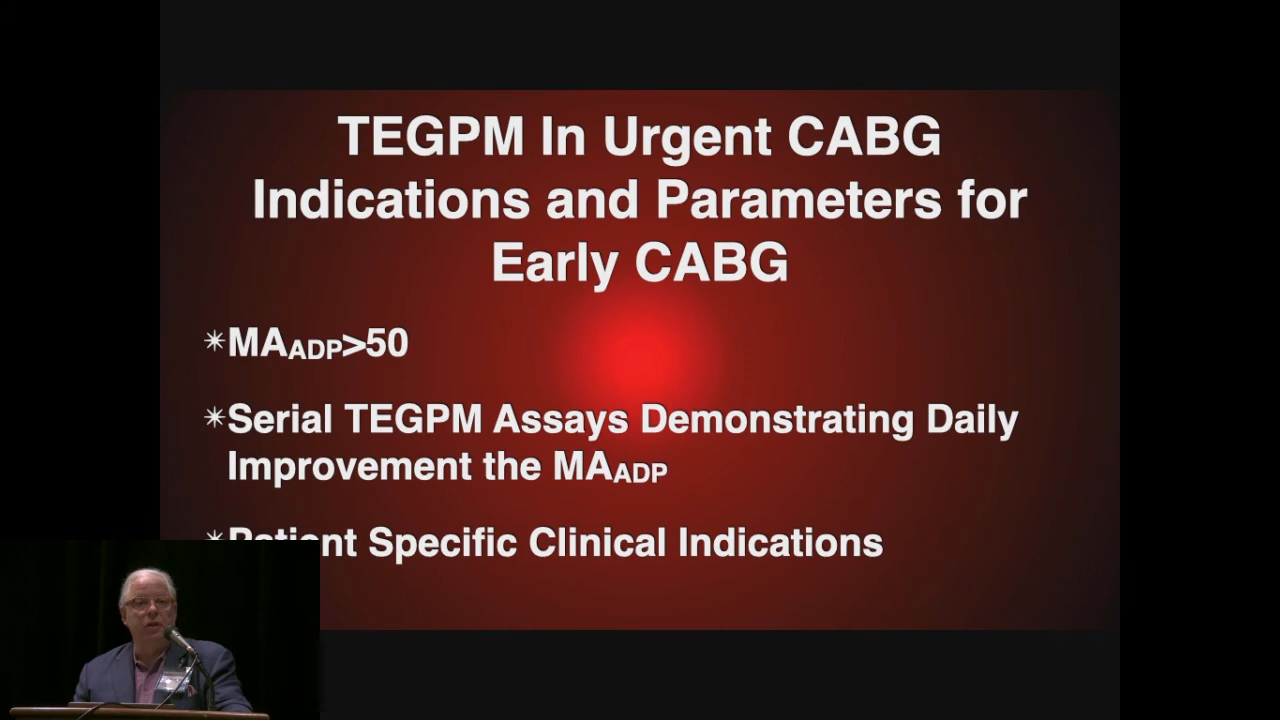 TEGPM In Urgent CABG
Indications and Parameters for
Early CABG
✴MAADP>50
✴Serial TEGPM Assays Demonstrating Daily
Improvement the MAADP
✴Patient Specific Clinical Indications